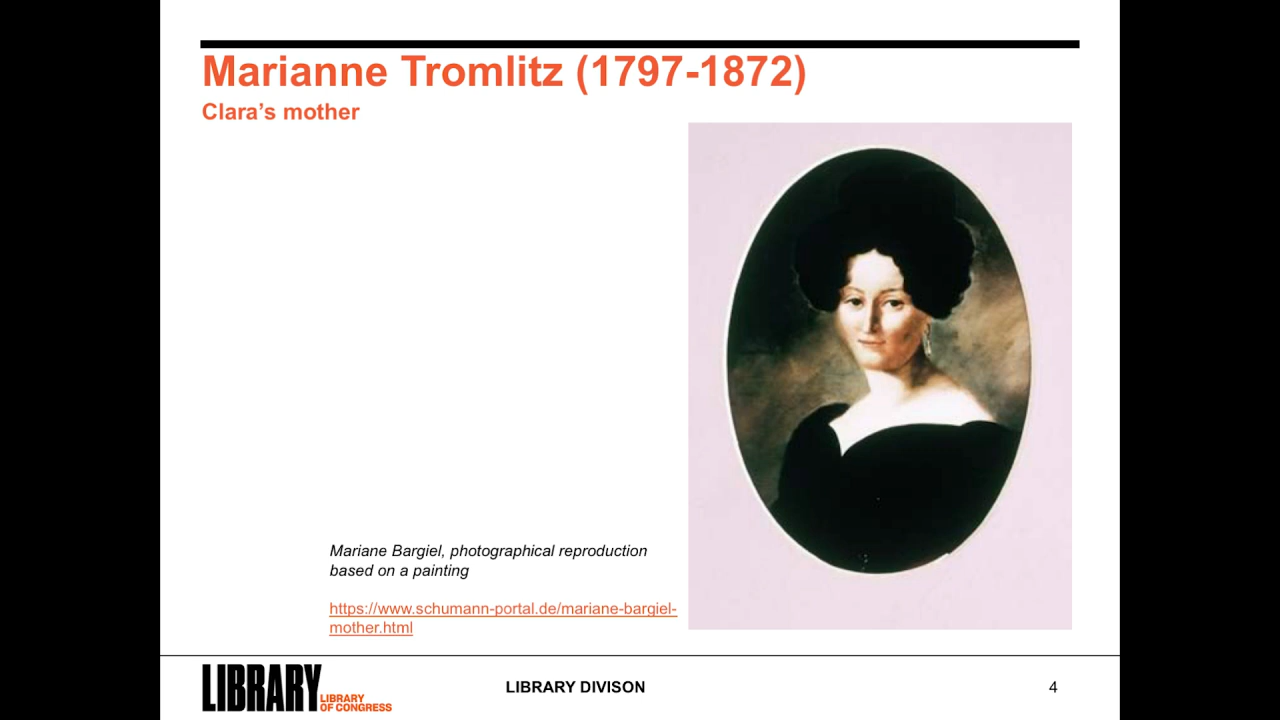 Marianne Tromlitz (1797-1872)
Clara’s mother
Mariane Bargiel, photographical reproduction
based on a painting
https://www.schumann-portal.de/mariane-bargiel-
mother.html
LIBRARY
LIBRARY
OF CONGRESS
LIBRARY DIVISON
4